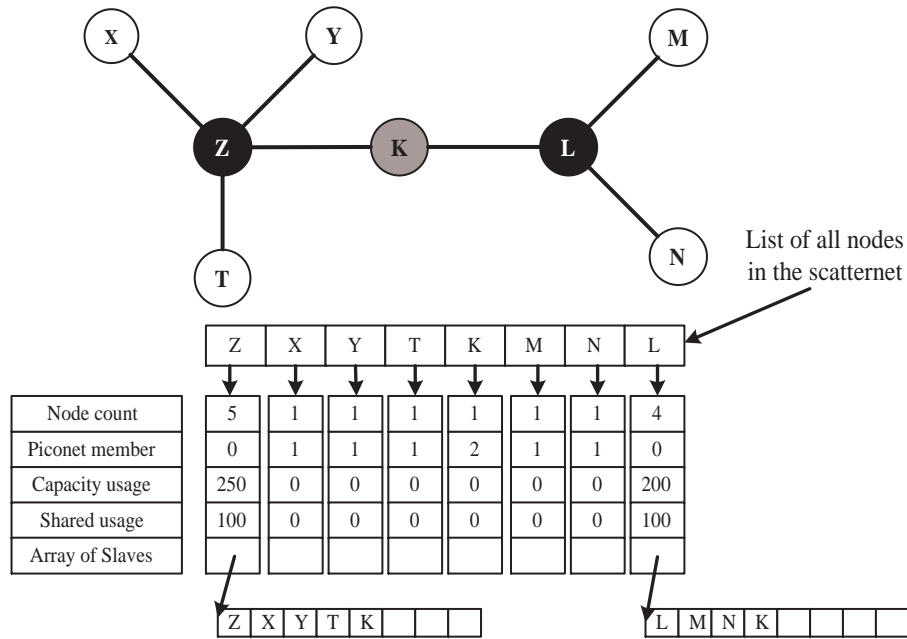 X
Y
M
Z
K
L
T
N
List of all nodes
in the scatternet
Z X Y T K M N L
Node count 5 1 1 1 1 1 1 4
Piconet member 0 1 1 1 2 1 1 0
Capacity usage 250 0 0 0 0 0 0 200
Shared usage 100 0 0 0 0 0 0 100
Array of Slaves
Z X Y T K
L M N K